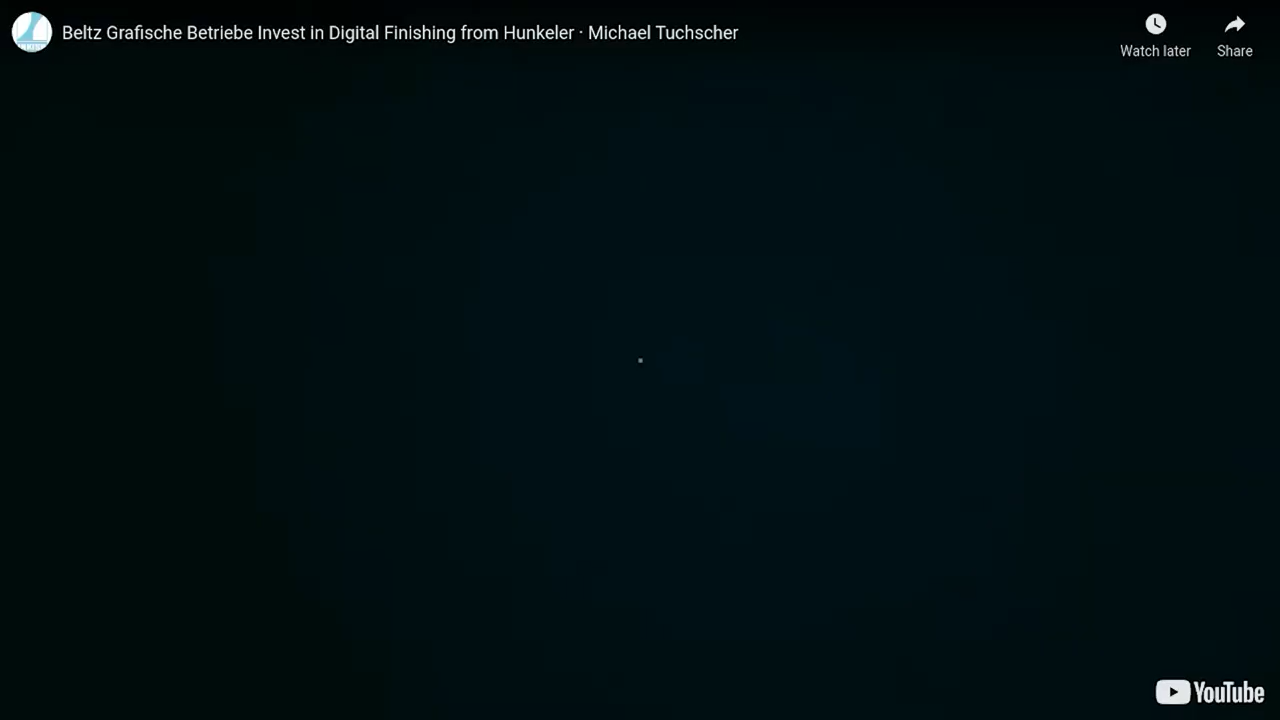 Beltz Grafische Betriebe Invest in Digital Finishing from Hunkeler · Michael Tuchscher
Watch later
Share
YouTube